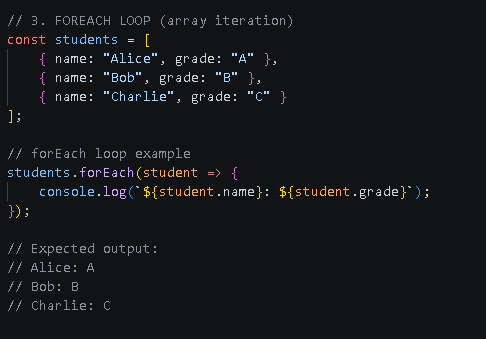 // 3. FOREACH LOOP (array iteration)
const students = [
    { name: "Alice", grade: "A" },
    { name: "Bob", grade: "B" },
    { name: "Charlie", grade: "C" }
];

// forEach loop example
students.forEach(student => {
    console.log(`${student.name}: ${student.grade}`);
});

// Expected output:
// Alice: A
// Bob: B
// Charlie: C